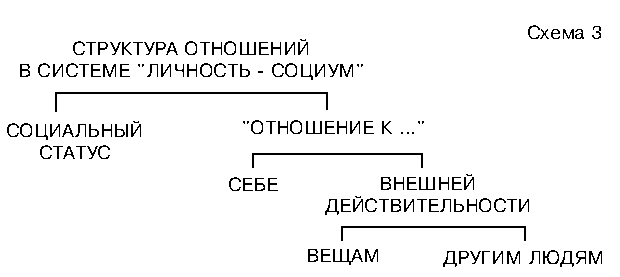 Схема 3
СТРУКТУРА ОТНОШЕНИЙ
В СИСТЕМЕ "ЛИЧНОСТЬ - СОЦИУМ"
СОЦИАЛЬНЫЙ
СТАТУС
"ОТНОШЕНИЕ К ..."
СЕБЕ
ВНЕШНЕЙ
ДЕЙСТВИТЕЛЬНОСТИ
ВЕЩАМ
ДРУГИМ ЛЮДЯМ